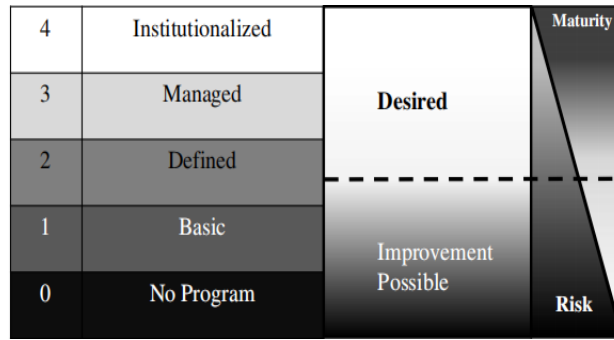 4 Institutionalized
3 Managed
2 Defined
1 Basic
0 No Program
Desired
Improvement
Possible
Maturity
Risk